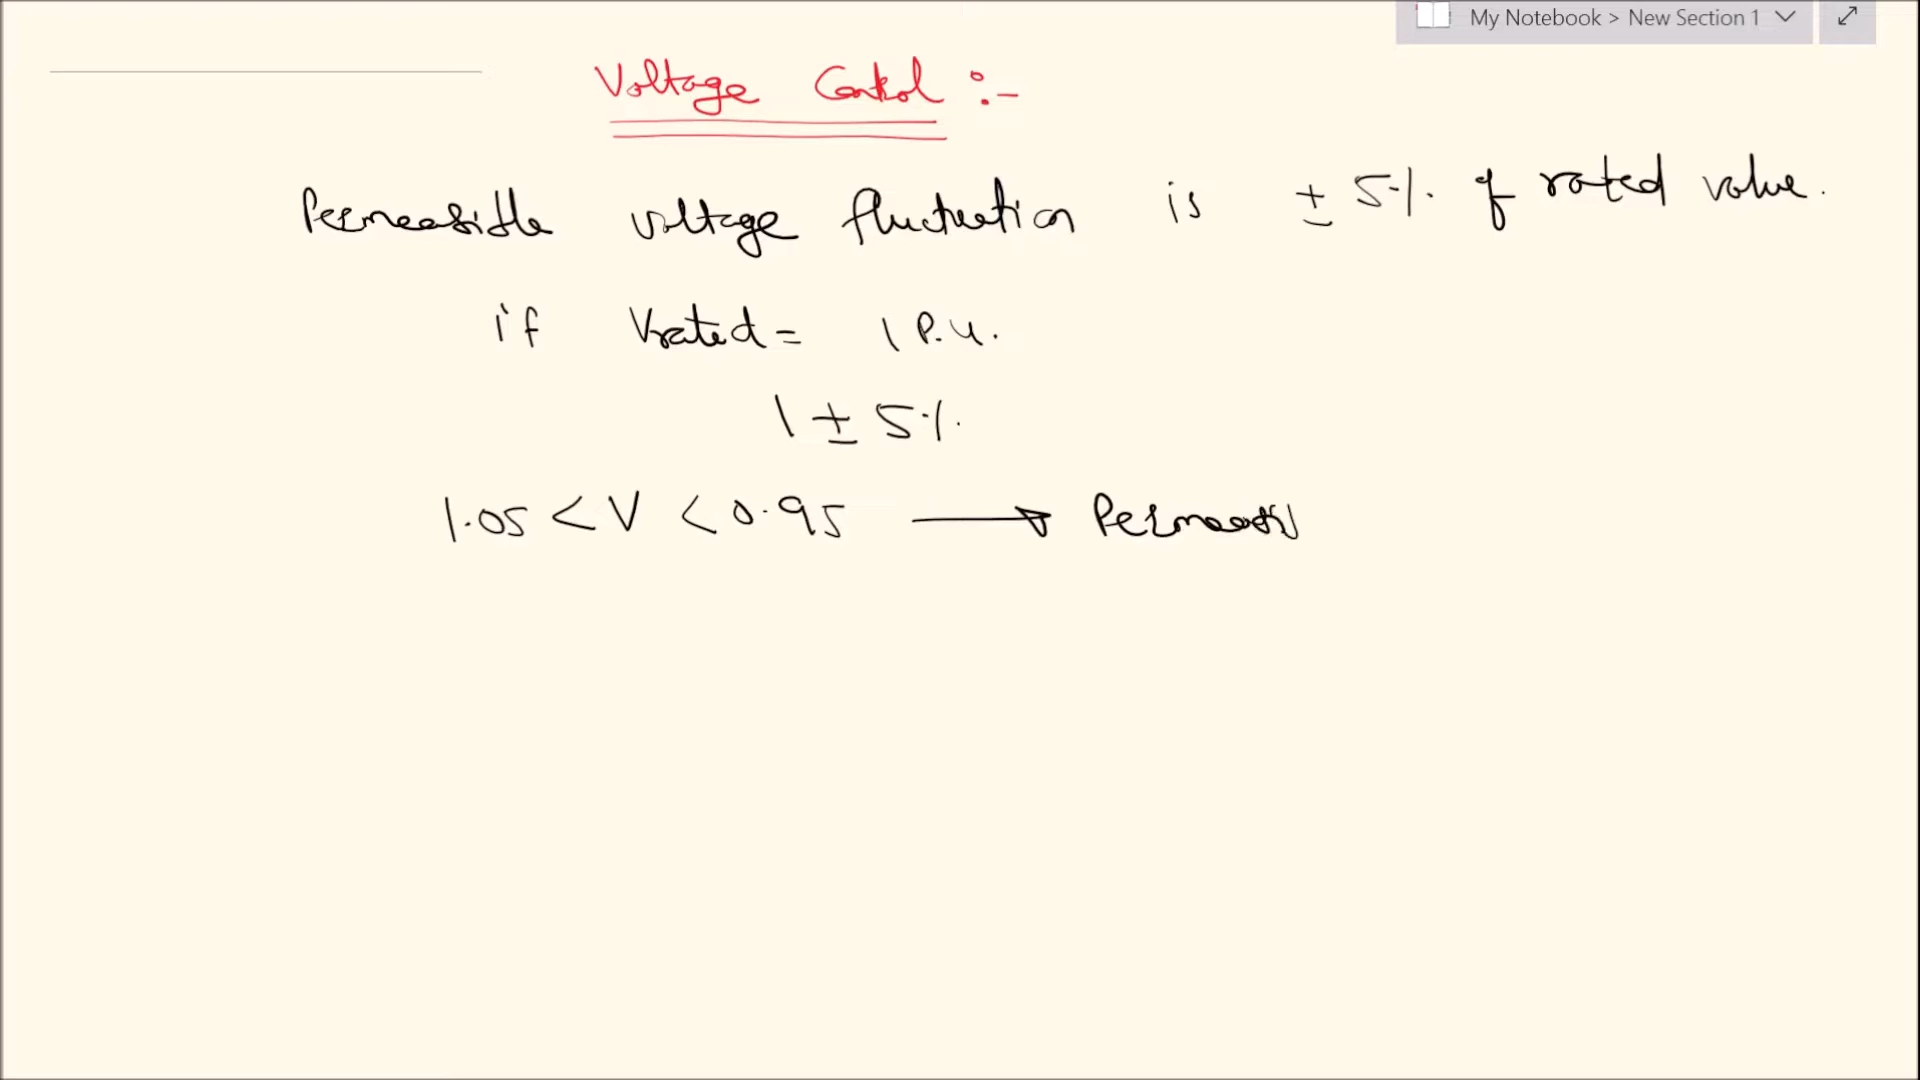 My Notebook > New Section 1
Voltage Control :-
Permeasible voltage fluctuation is ± 5% of rated value.
if Vrated = 1 P.u.
1 ± 5%.
1.05 < V < 0.95 → Permeasi